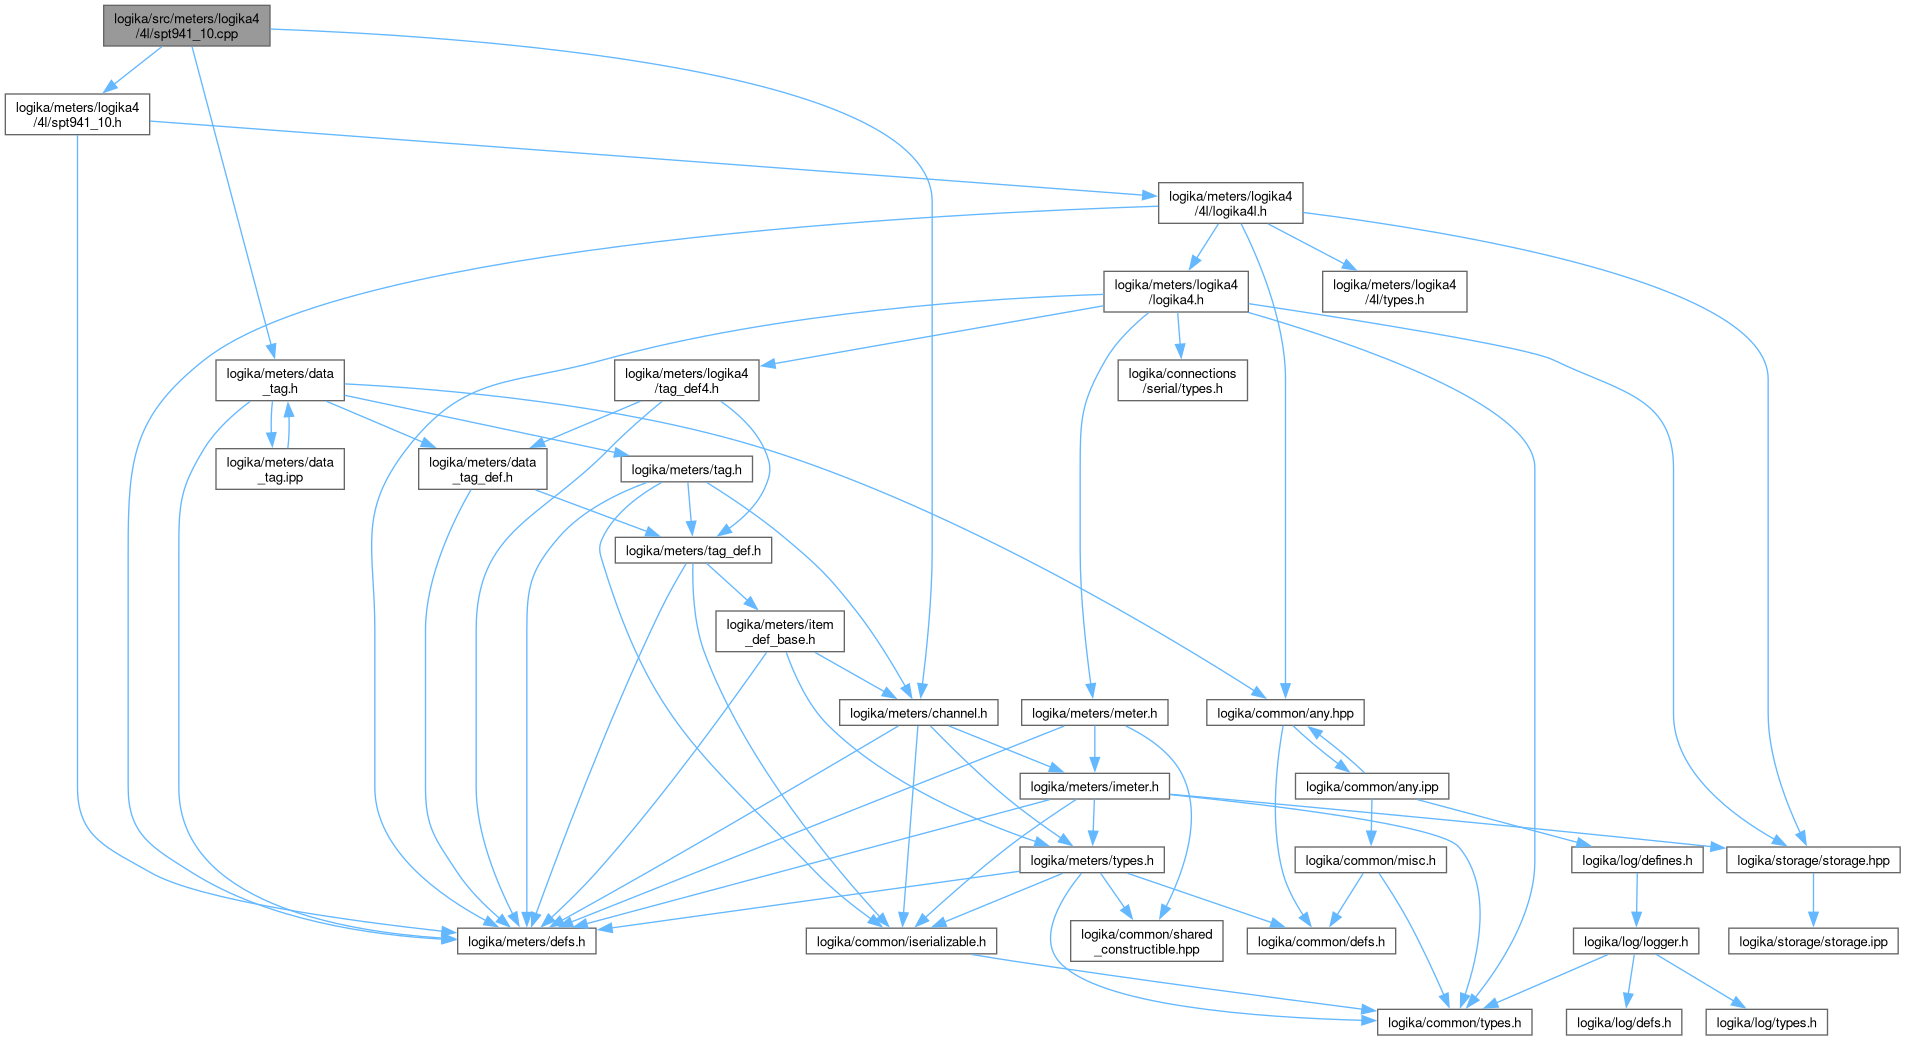 logika/src/meters/logika4
/4l/spt941_10.cpp
logika/meters/logika4
/4l/spt941_10.h
logika/meters/logika4
/4l/logika4l.h
logika/meters/logika4
/logika4.h
logika/meters/logika4
/4l/types.h
logika/meters/data
_tag.h
logika/meters/logika4
/tag_def4.h
logika/connections
/serial/types.h
logika/meters/data
_tag.ipp
logika/meters/data
_tag_def.h
logika/meters/tag.h
logika/meters/tag_def.h
logika/meters/item
_def_base.h
logika/meters/channel.h
logika/meters/meter.h
logika/common/any.hpp
logika/meters/imeter.h
logika/common/any.ipp
logika/meters/types.h
logika/common/misc.h
logika/log/defines.h
logika/storage/storage.hpp
logika/meters/defs.h
logika/common/iserializable.h
logika/common/shared
_constructible.hpp
logika/common/defs.h
logika/log/logger.h
logika/storage/storage.ipp
logika/common/types.h
logika/log/defs.h
logika/log/types.h